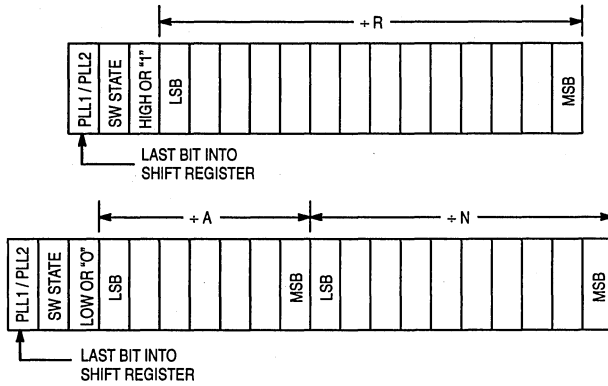 ÷ R
PLL1 / PLL2
SW STATE
HIGH OR "1"
LSB
MSB
LAST BIT INTO
SHIFT REGISTER
÷ A
÷ N
PLL1 / PLL2
SW STATE
LOW OR "O"
LSB
MSB
LSB
MSB
LAST BIT INTO
SHIFT REGISTER